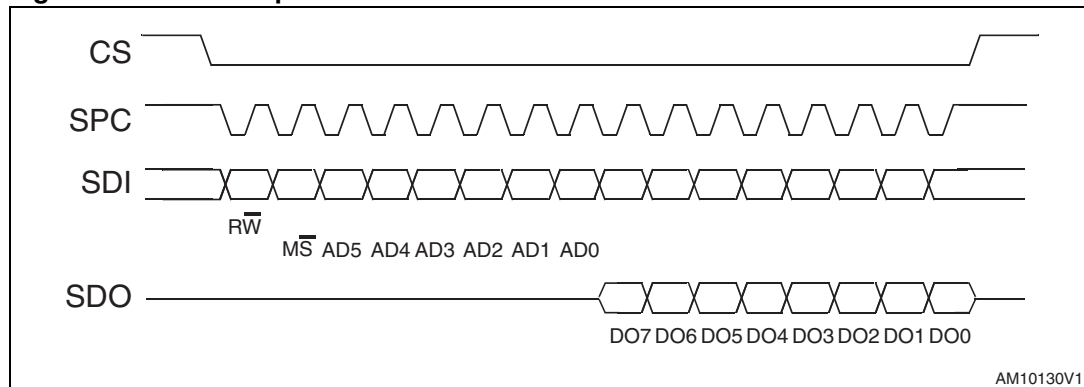 CS
SPC
SDI
RW̅
MS̅ AD5 AD4 AD3 AD2 AD1 AD0
SDO
DO7 DO6 DO5 DO4 DO3 DO2 DO1 DO0
AM10130V1